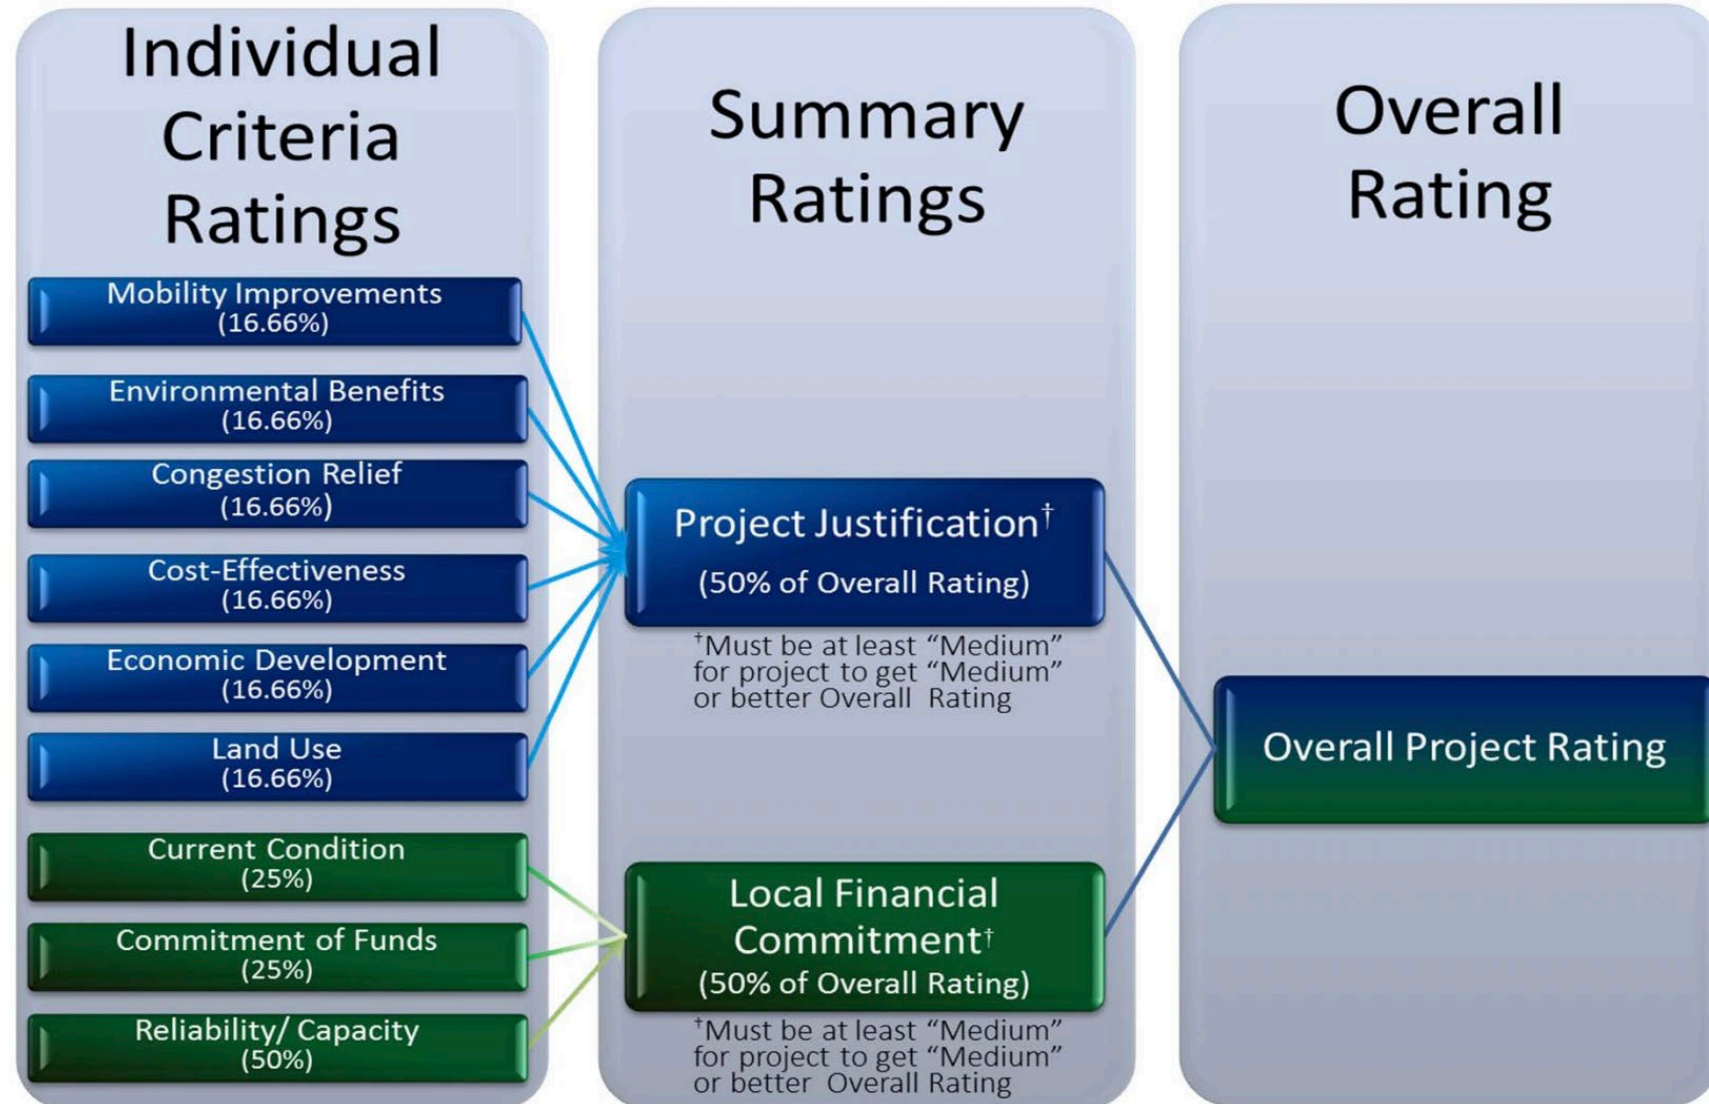 Individual
Criteria
Ratings
Mobility Improvements
(16.66%)
Environmental Benefits
(16.66%)
Congestion Relief
(16.66%)
Cost-Effectiveness
(16.66%)
Economic Development
(16.66%)
Land Use
(16.66%)
Current Condition
(25%)
Commitment of Funds
(25%)
Reliability/ Capacity
(50%)
Summary
Ratings
Project Justification†
(50% of Overall Rating)
†Must be at least “Medium”
for project to get “Medium”
or better Overall Rating
Local Financial
Commitment†
(50% of Overall Rating)
†Must be at least “Medium”
for project to get “Medium”
or better Overall Rating
Overall
Rating
Overall Project Rating